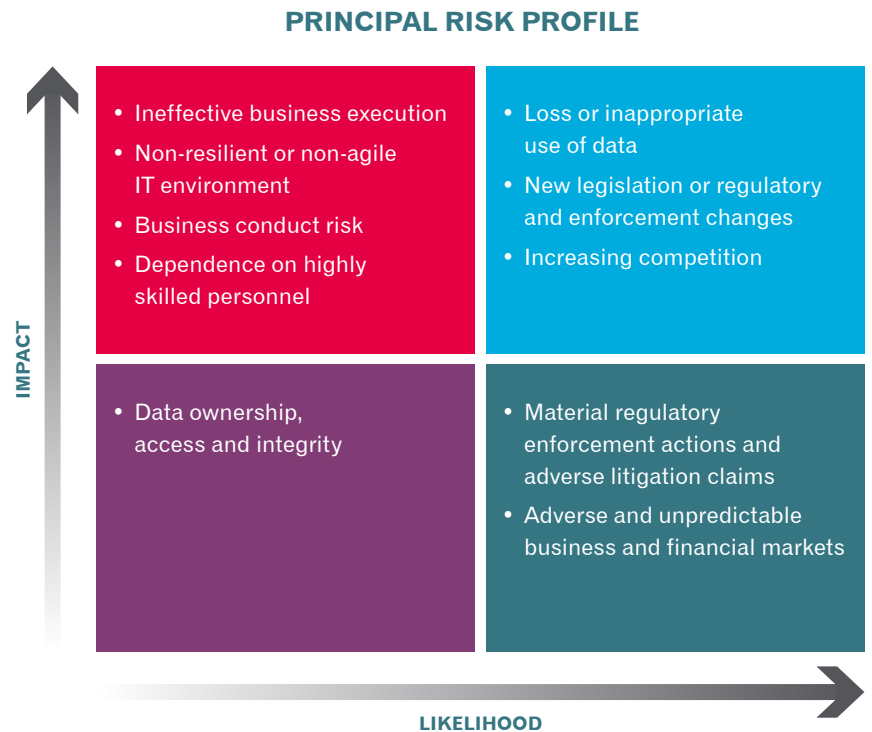 PRINCIPAL RISK PROFILE
IMPACT
• Ineffective business execution
• Non-resilient or non-agile
IT environment
• Business conduct risk
• Dependence on highly
skilled personnel
• Loss or inappropriate
use of data
• New legislation or regulatory
and enforcement changes
• Increasing competition
• Data ownership,
access and integrity
• Material regulatory
enforcement actions and
adverse litigation claims
• Adverse and unpredictable
business and financial markets
LIKELIHOOD